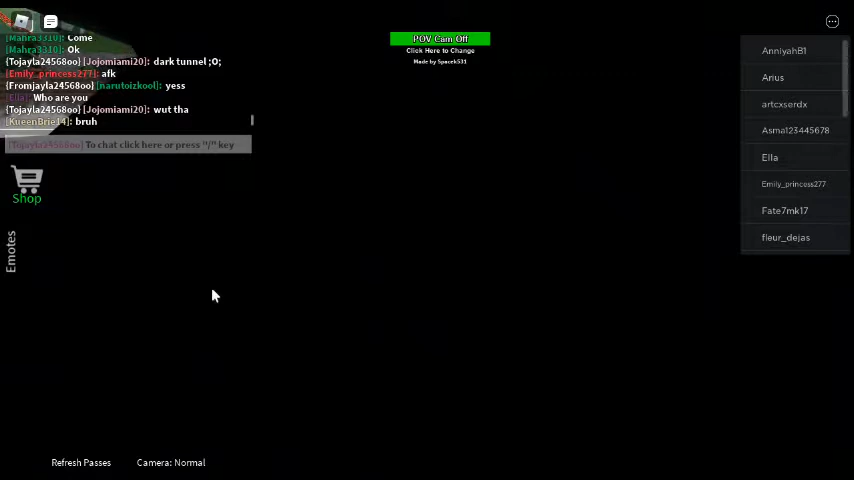 [Mahra3310]: Come
[Mahra3310]: Ok
{Tojayla24568oo} [Jojomiami20]: dark tunnel ;O;
[Emily_princess277]: afk
{Fromjayla24568oo} [narutoizkool]: yess
[Ella]: Who are you
{Tojayla24568oo} [Jojomiami20]: wut tha
[KueenBrie14]: bruh
[Tojayla24568oo] To chat click here or press "/" key
Shop
Emotes
POV Cam Off
Click Here to Change
Made by Spacek531
AnniyahB1
Arius
artcxserdx
Asma123445678
Ella
Emily_princess277
Fate7mk17
fleur_dejas
Refresh Passes
Camera: Normal